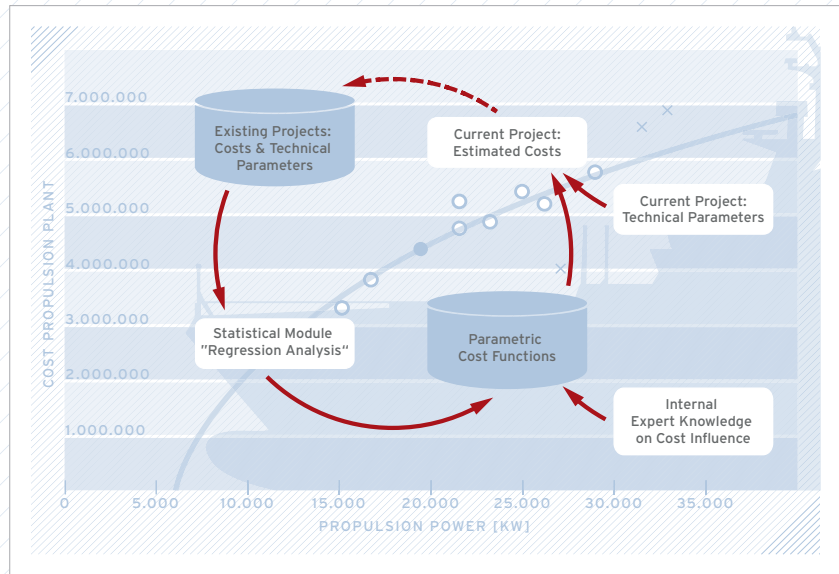 7.000.000
6.000.000
5.000.000
4.000.000
3.000.000
2.000.000
1.000.000
COST PROPULSION PLANT
Existing Projects:
Costs & Technical
Parameters
Current Project:
Estimated Costs
Current Project:
Technical Parameters
Statistical Module
”Regression Analysis“
Parametric
Cost Functions
Internal
Expert Knowledge
on Cost Influence
0 5.000 10.000 15.000 20.000 25.000 30.000 35.000
PROPULSION POWER [KW]